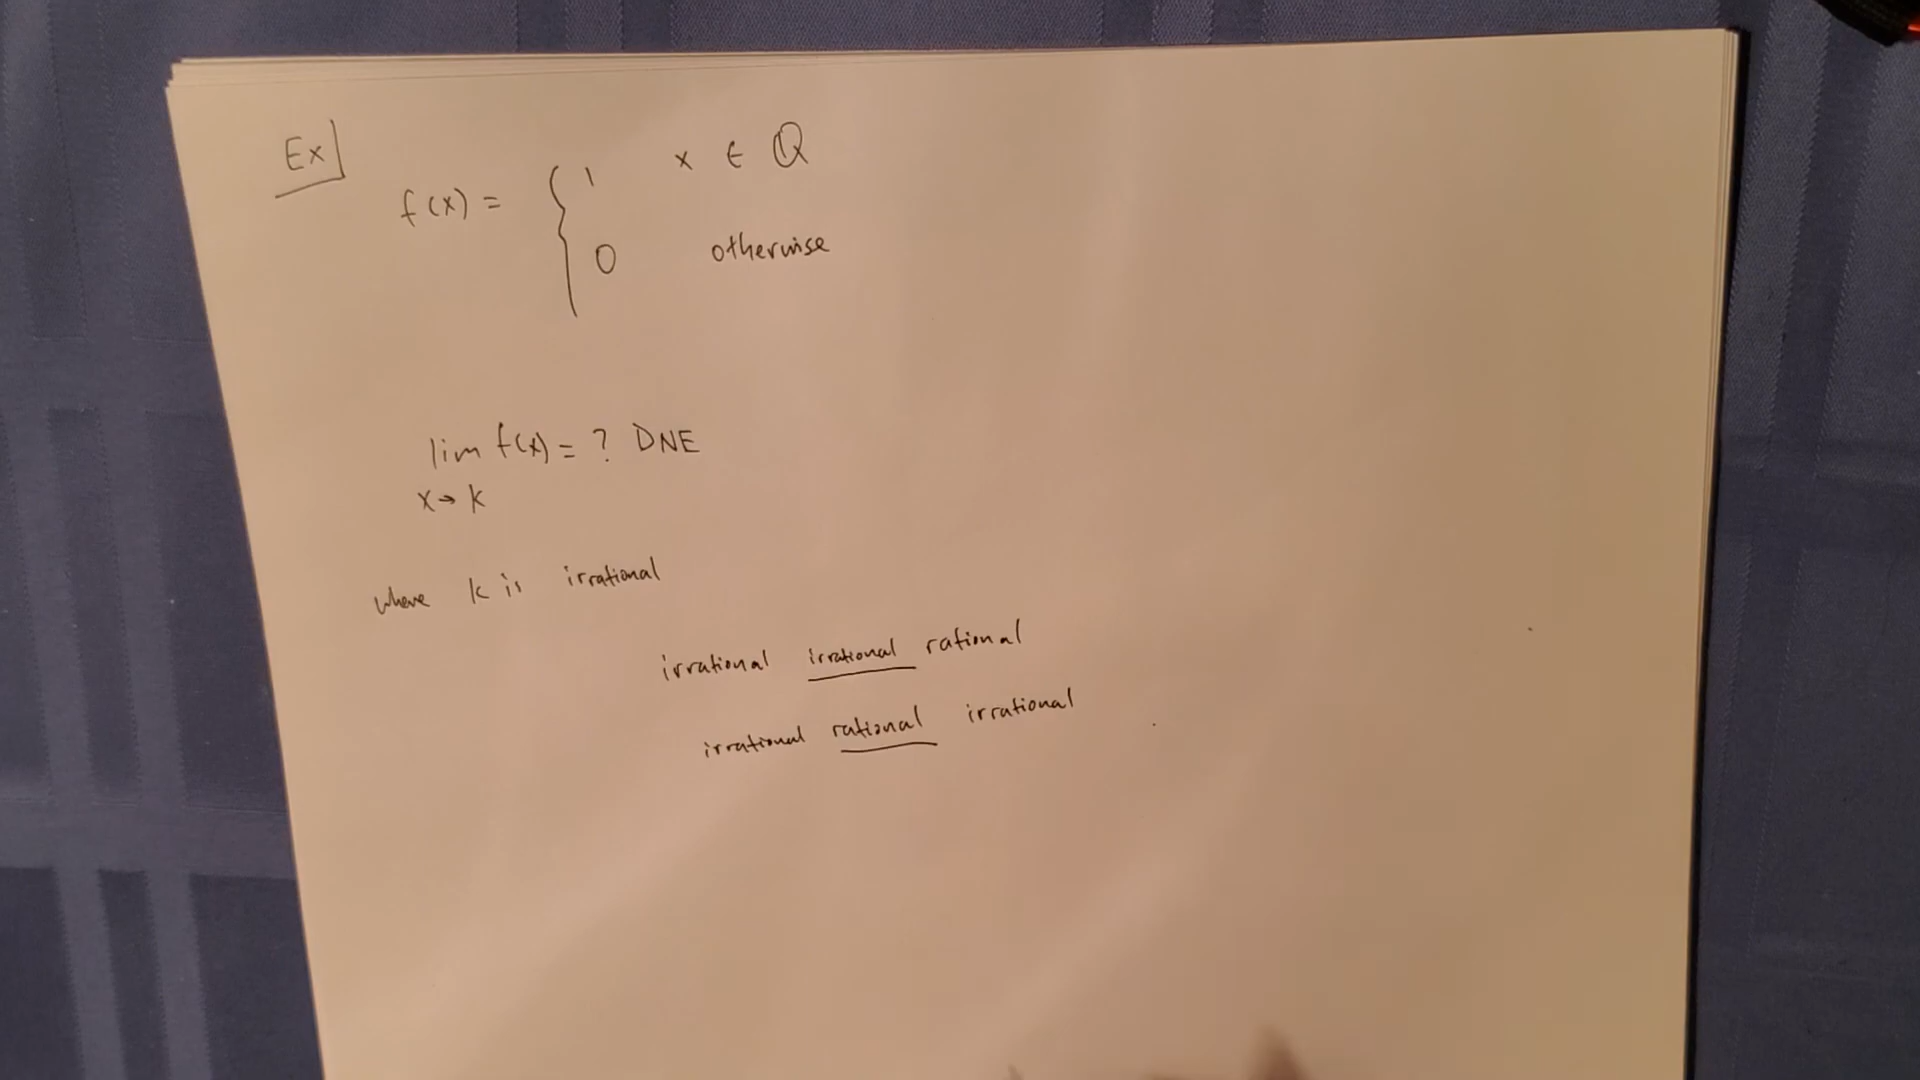 Ex
f(x) = { 1 x ∈ ℚ
0 otherwise
lim f(x) = ? DNE
x→k
where k is irrational
irrational irrational rational
irrational rational irrational